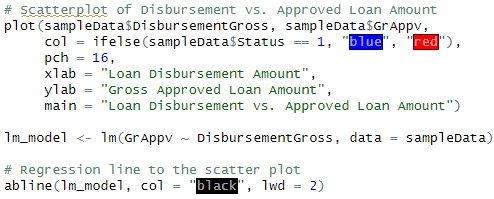 # Scatterplot of Disbursement vs. Approved Loan Amount
plot(sampleData$DisbursementGross, sampleData$GrAppv,
     col = ifelse(sampleData$Status == 1, "blue", "red"),
     pch = 16,
     xlab = "Loan Disbursement Amount",
     ylab = "Gross Approved Loan Amount",
     main = "Loan Disbursement vs. Approved Loan Amount")
lm_model <- lm(GrAppv ~ DisbursementGross, data = sampleData)
# Regression line to the scatter plot
abline(lm_model, col = "black", lwd = 2)